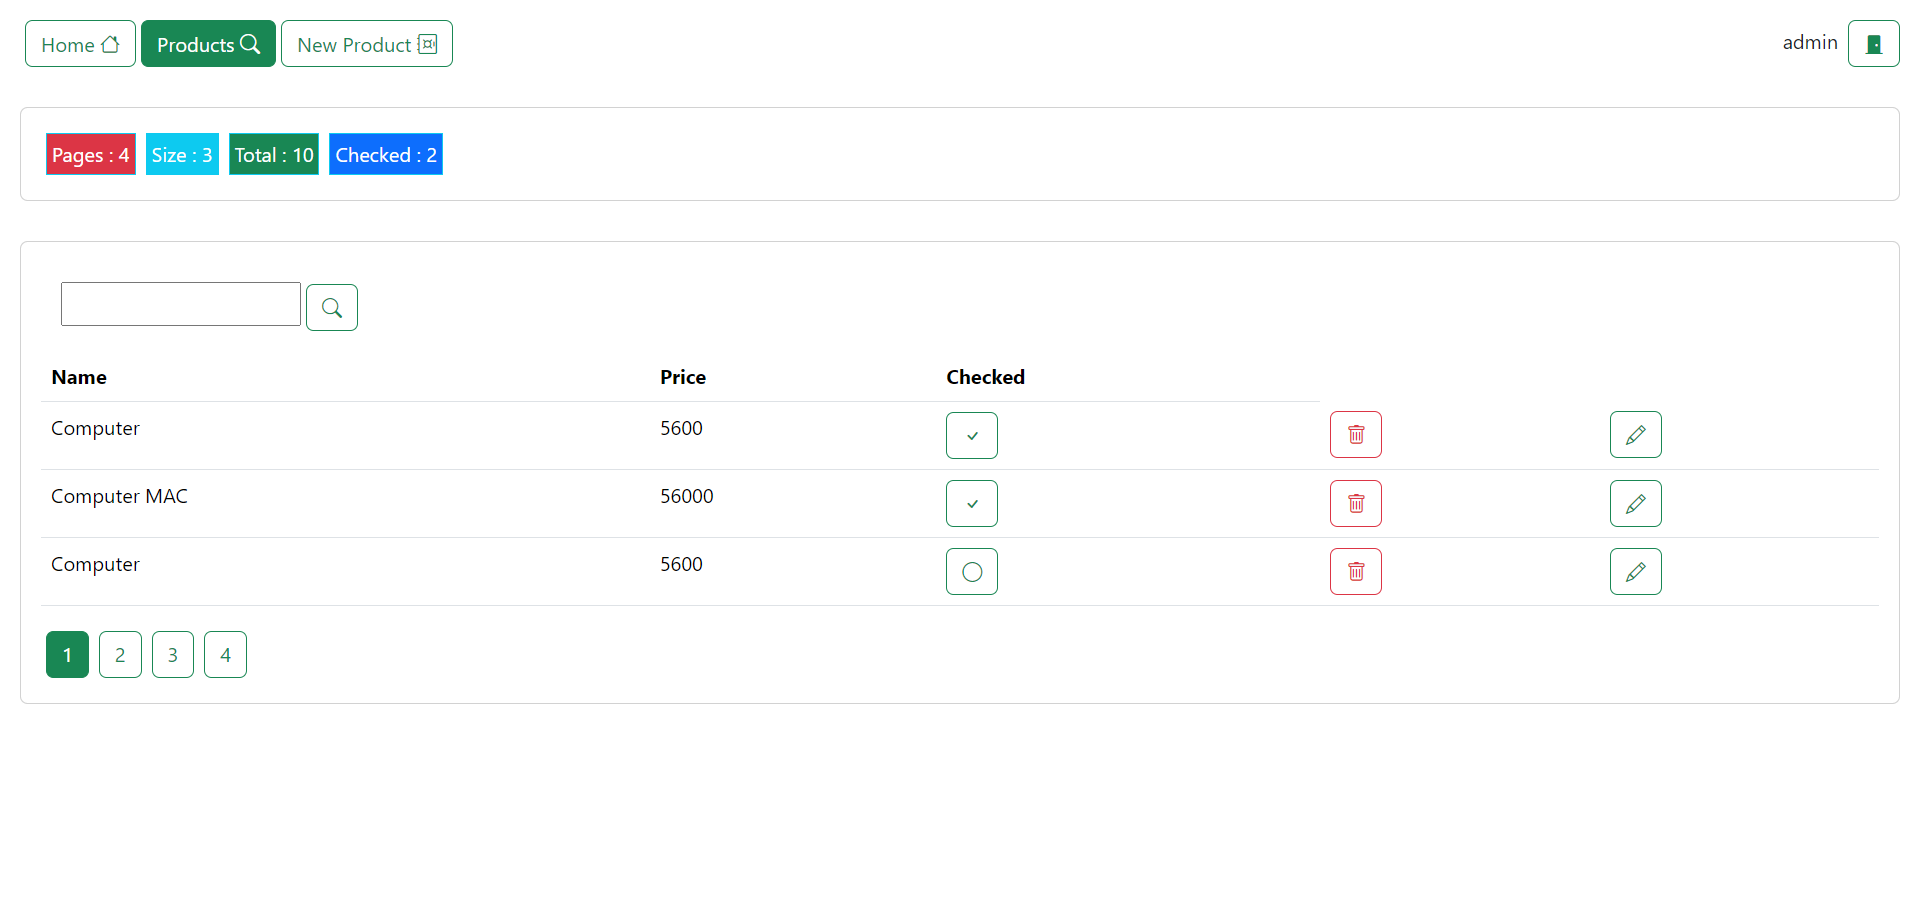 Home Products New Product admin
Pages : 4 Size : 3 Total : 10 Checked : 2
Name Price Checked
Computer 5600
Computer MAC 56000
Computer 5600
1 2 3 4